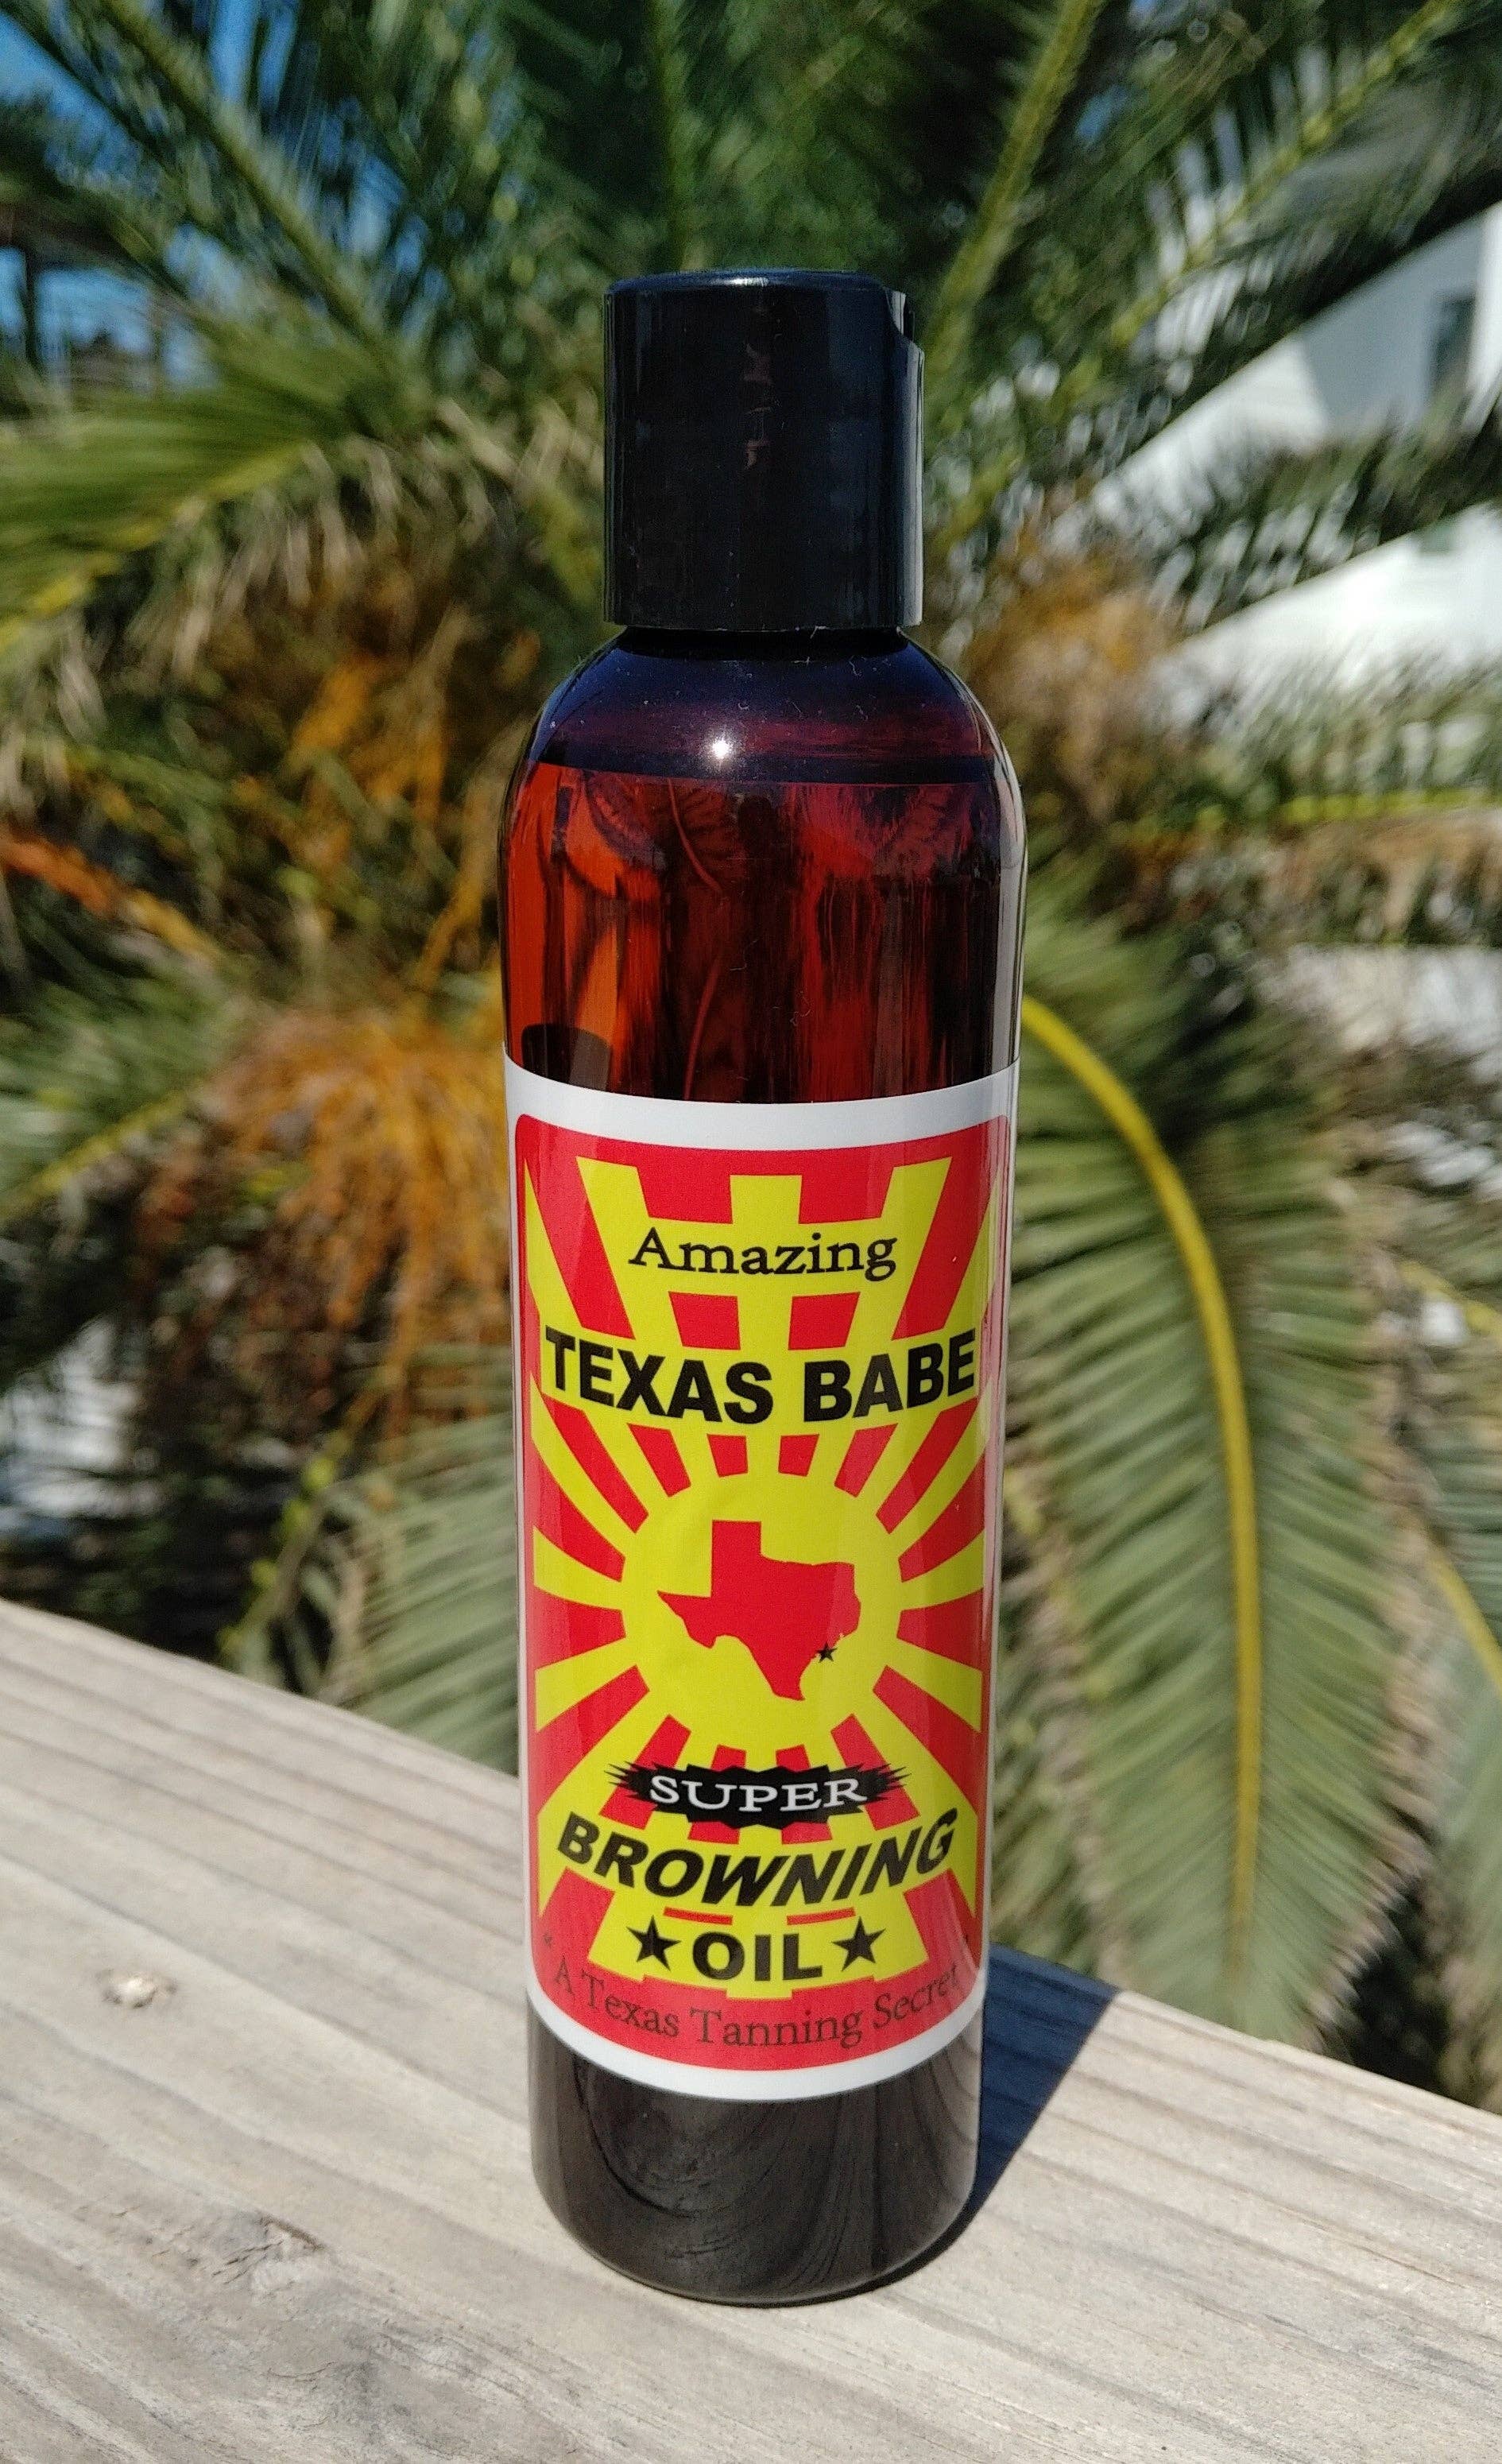 Amazing
TEXAS BABE
SUPER
BROWNING
OIL
"A Texas Tanning Secret"